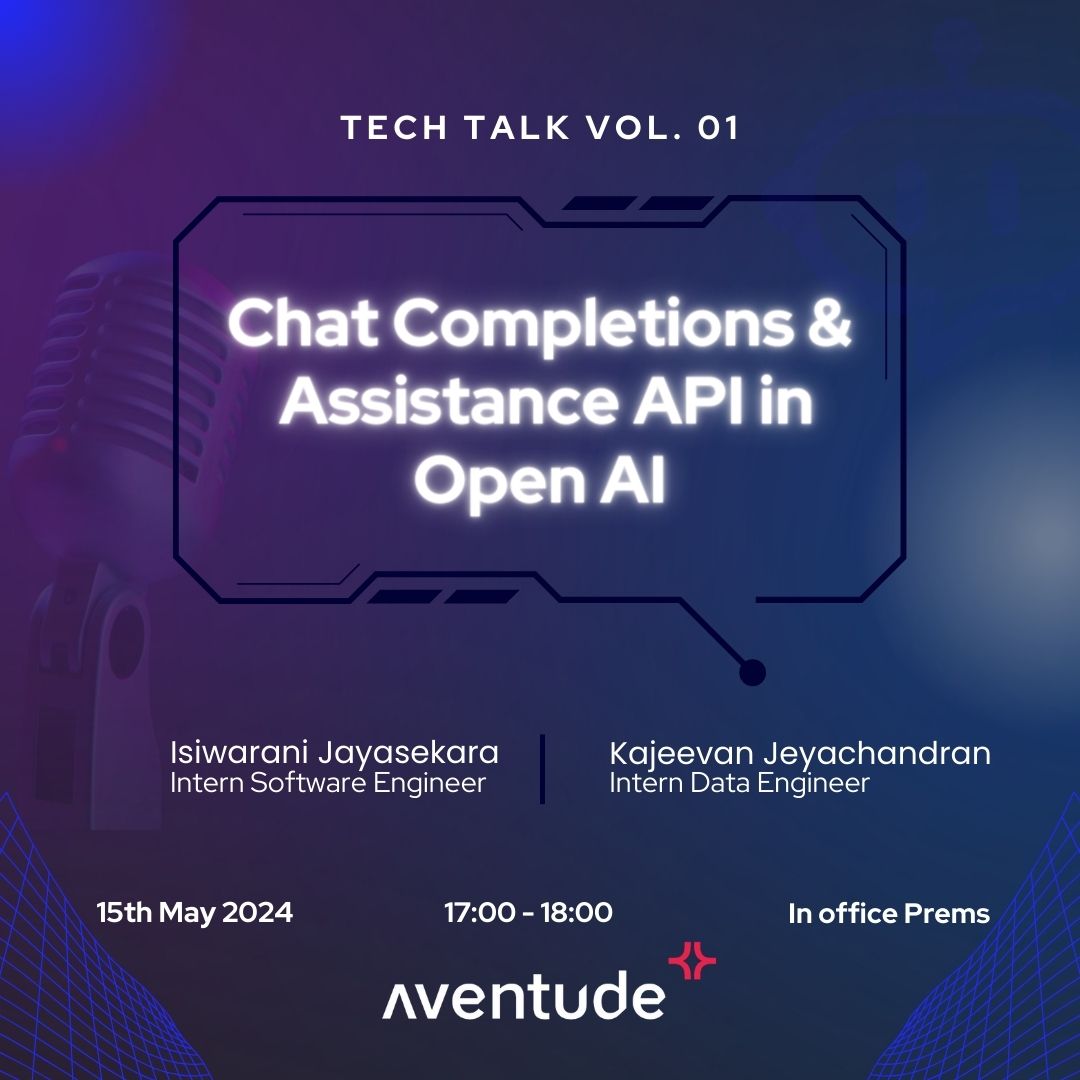 TECH TALK VOL. 01
Chat Completions &
Assistance API in
Open AI
Isiwarani Jayasekara
Intern Software Engineer
Kajeevan Jeyachandran
Intern Data Engineer
15th May 2024
17:00 - 18:00
In office Prems
aventude